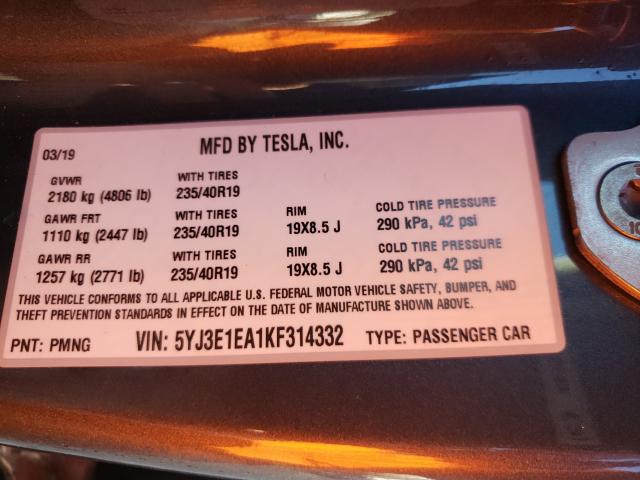 03/19 MFD BY TESLA, INC.
GVWR WITH TIRES
2180 kg (4806 lb) 235/40R19
GAWR FRT WITH TIRES RIM COLD TIRE PRESSURE
1110 kg (2447 lb) 235/40R19 19X8.5 J 290 kPa, 42 psi
GAWR RR WITH TIRES RIM COLD TIRE PRESSURE
1257 kg (2771 lb) 235/40R19 19X8.5 J 290 kPa, 42 psi
THIS VEHICLE CONFORMS TO ALL APPLICABLE U.S. FEDERAL MOTOR VEHICLE SAFETY, BUMPER, AND
THEFT PREVENTION STANDARDS IN EFFECT ON THE DATE OF MANUFACTURE SHOWN ABOVE.
PNT: PMNG VIN: 5YJ3E1EA1KF314332 TYPE: PASSENGER CAR